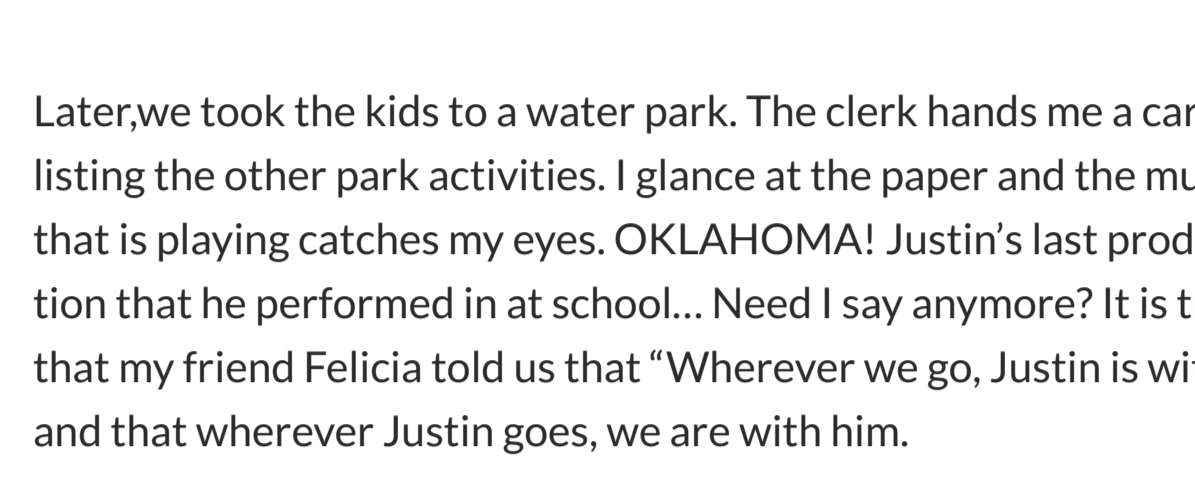 Later,we took the kids to a water park. The clerk hands me a car
listing the other park activities. I glance at the paper and the mu
that is playing catches my eyes. OKLAHOMA! Justin’s last prod
tion that he performed in at school… Need I say anymore? It is t
that my friend Felicia told us that “Wherever we go, Justin is wit
and that wherever Justin goes, we are with him.